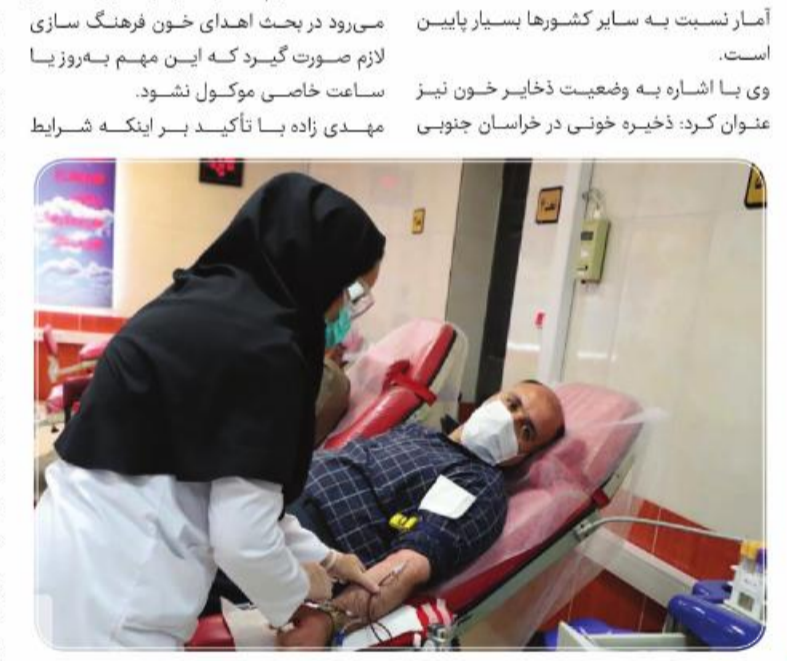 آمار نسبت به سایر کشورها بسیار پایین
است.
وی با اشاره به وضعیت ذخایر خون نیز
عنوان کرد: ذخیره خونی در خراسان جنوبی
می‌رود در بحث اهدای خون فرهنگ سازی
لازم صورت گیرد که این مهم به‌روز یا
ساعت خاصی موکول نشود.
مهدی زاده با تأکید بر اینکه شرایط